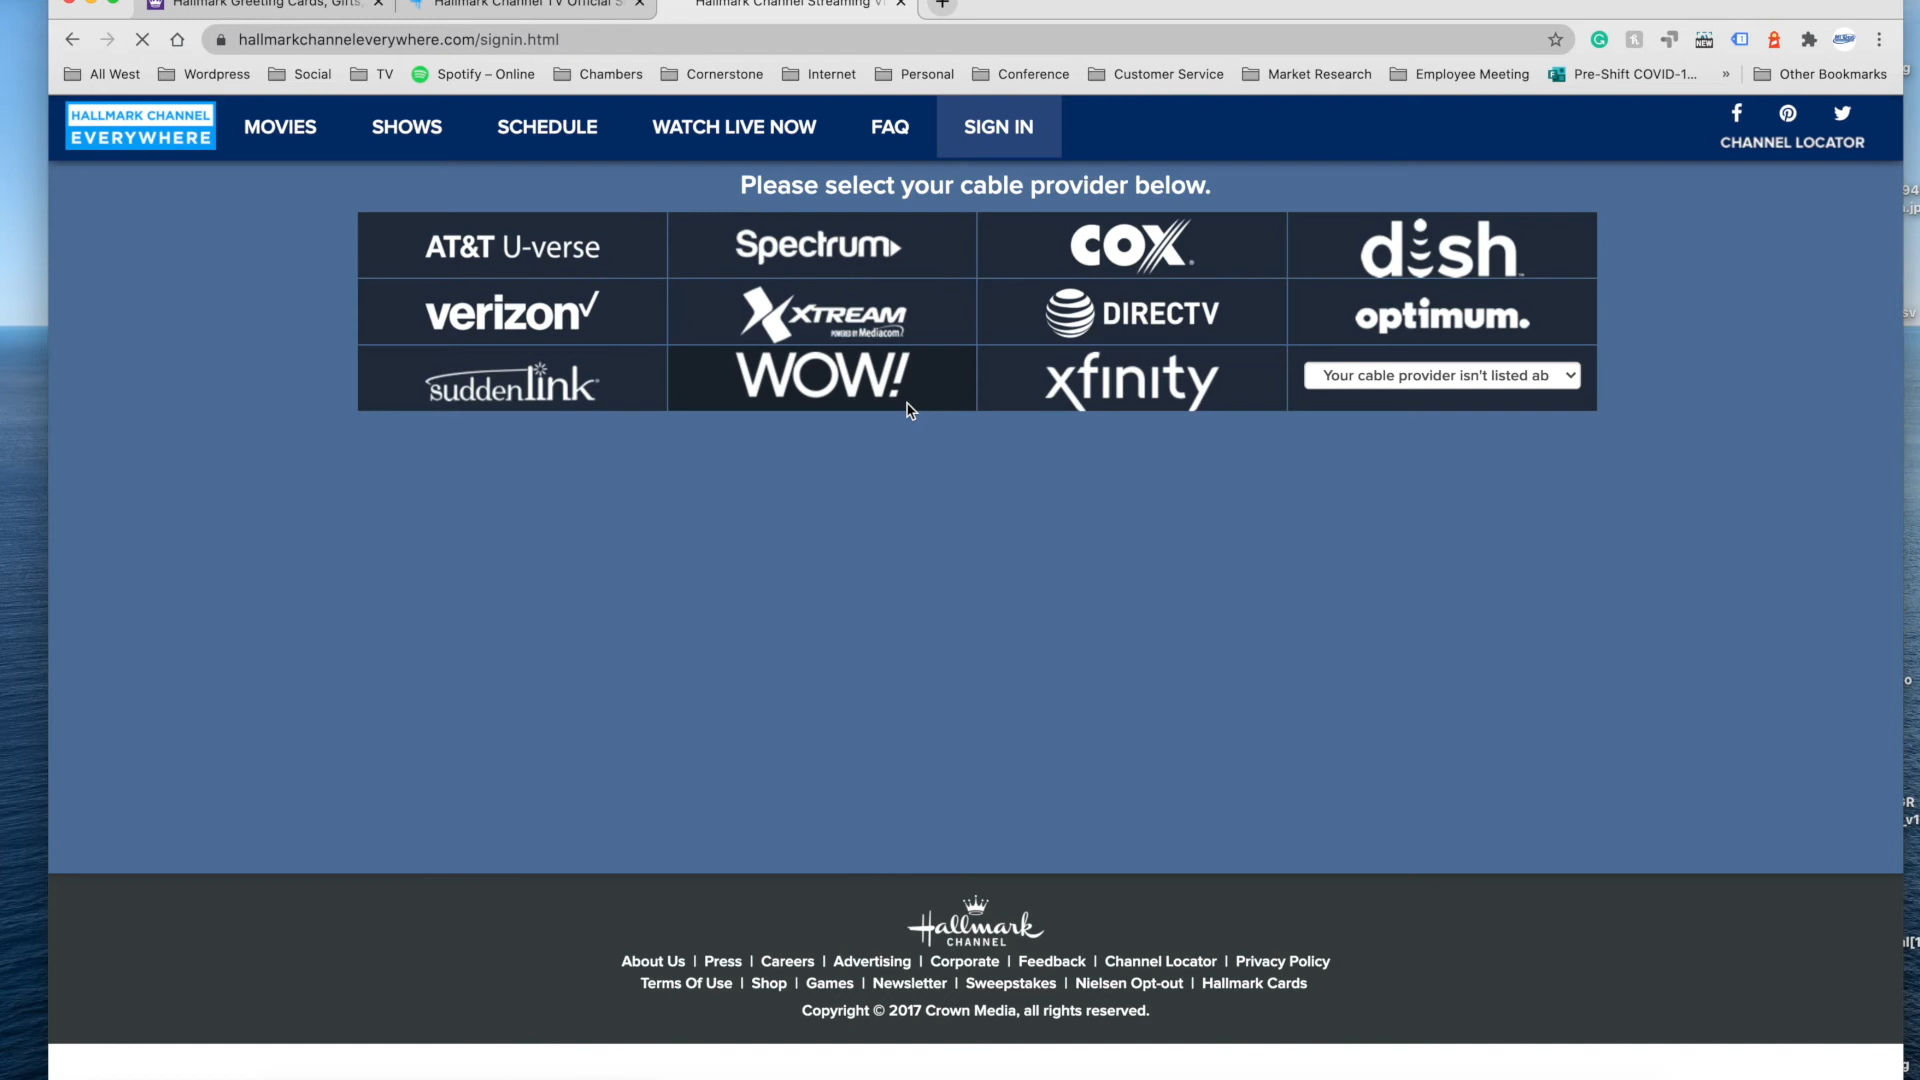 Hallmark Greeting Cards, Gifts,
Hallmark Channel TV Official S
Hallmark Channel Streaming V
hallmarkchanneleverywhere.com/signin.html
NEW
All West
Wordpress
Social
TV
Spotify – Online
Chambers
Cornerstone
Internet
Personal
Conference
Customer Service
Market Research
Employee Meeting
Pre-Shift COVID-1...
»
Other Bookmarks
HALLMARK CHANNEL
EVERYWHERE
MOVIES
SHOWS
SCHEDULE
WATCH LIVE NOW
FAQ
SIGN IN
CHANNEL LOCATOR
Please select your cable provider below.
AT&T U-verse
Spectrum
COX
dish
verizon
XTREAM
POWERED BY Mediacom
DIRECTV
optimum.
suddenlink
WOW!
xfinity
Your cable provider isn't listed ab
Hallmark
CHANNEL
About Us | Press | Careers | Advertising | Corporate | Feedback | Channel Locator | Privacy Policy
Terms Of Use | Shop | Games | Newsletter | Sweepstakes | Nielsen Opt-out | Hallmark Cards
Copyright © 2017 Crown Media, all rights reserved.